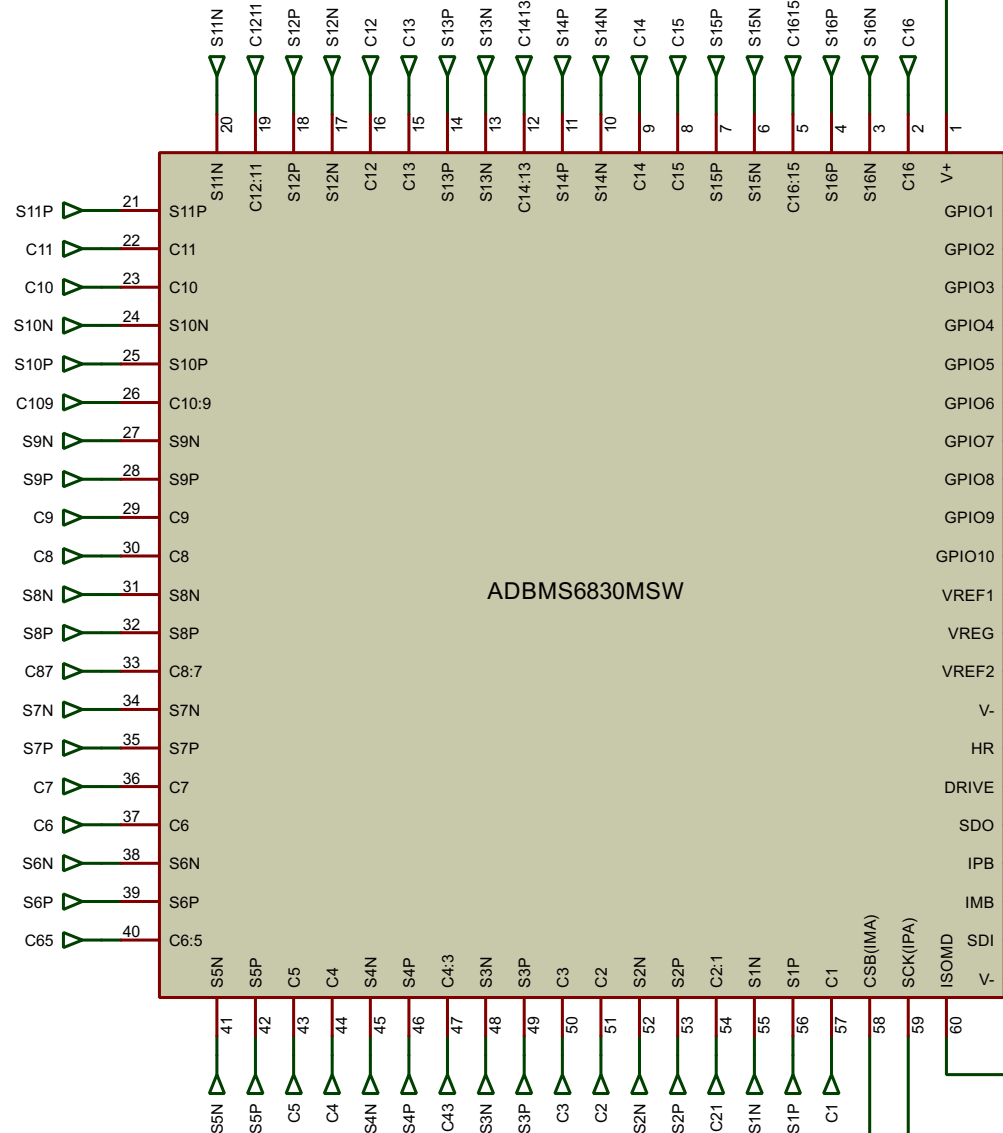 S11N C1211 S12P S12N C12 C13 S13P S13N C1413 S14P S14N C14 C15 S15P S15N C1615 S16P S16N C16
20 19 18 17 16 15 14 13 12 11 10 9 8 7 6 5 4 3 2 1
S11N C12:11 S12P S12N C12 C13 S13P S13N C14:13 S14P S14N C14 C15 S15P S15N C16:15 S16P S16N C16 V+
S11P 21 S11P GPIO1
C11 22 C11 GPIO2
C10 23 C10 GPIO3
S10N 24 S10N GPIO4
S10P 25 S10P GPIO5
C109 26 C10:9 GPIO6
S9N 27 S9N GPIO7
S9P 28 S9P GPIO8
C9 29 C9 GPIO9
C8 30 C8 GPIO10
ADBMS6830MSW
S8N 31 S8N VREF1
S8P 32 S8P VREG
C87 33 C8:7 VREF2
S7N 34 S7N V-
S7P 35 S7P HR
C7 36 C7 DRIVE
C6 37 C6 SDO
S6N 38 S6N IPB
S6P 39 S6P IMB
C65 40 C6:5 SDI
V-
S5N S5P C5 C4 S4N S4P C4:3 S3N S3P C3 C2 S2N S2P C2:1 S1N S1P C1 CSB(IMA) SCK(IPA) ISOMD
41 42 43 44 45 46 47 48 49 50 51 52 53 54 55 56 57 58 59 60
S5N S5P C5 C4 S4N S4P C43 S3N S3P C3 C2 S2N S2P C21 S1N S1P C1